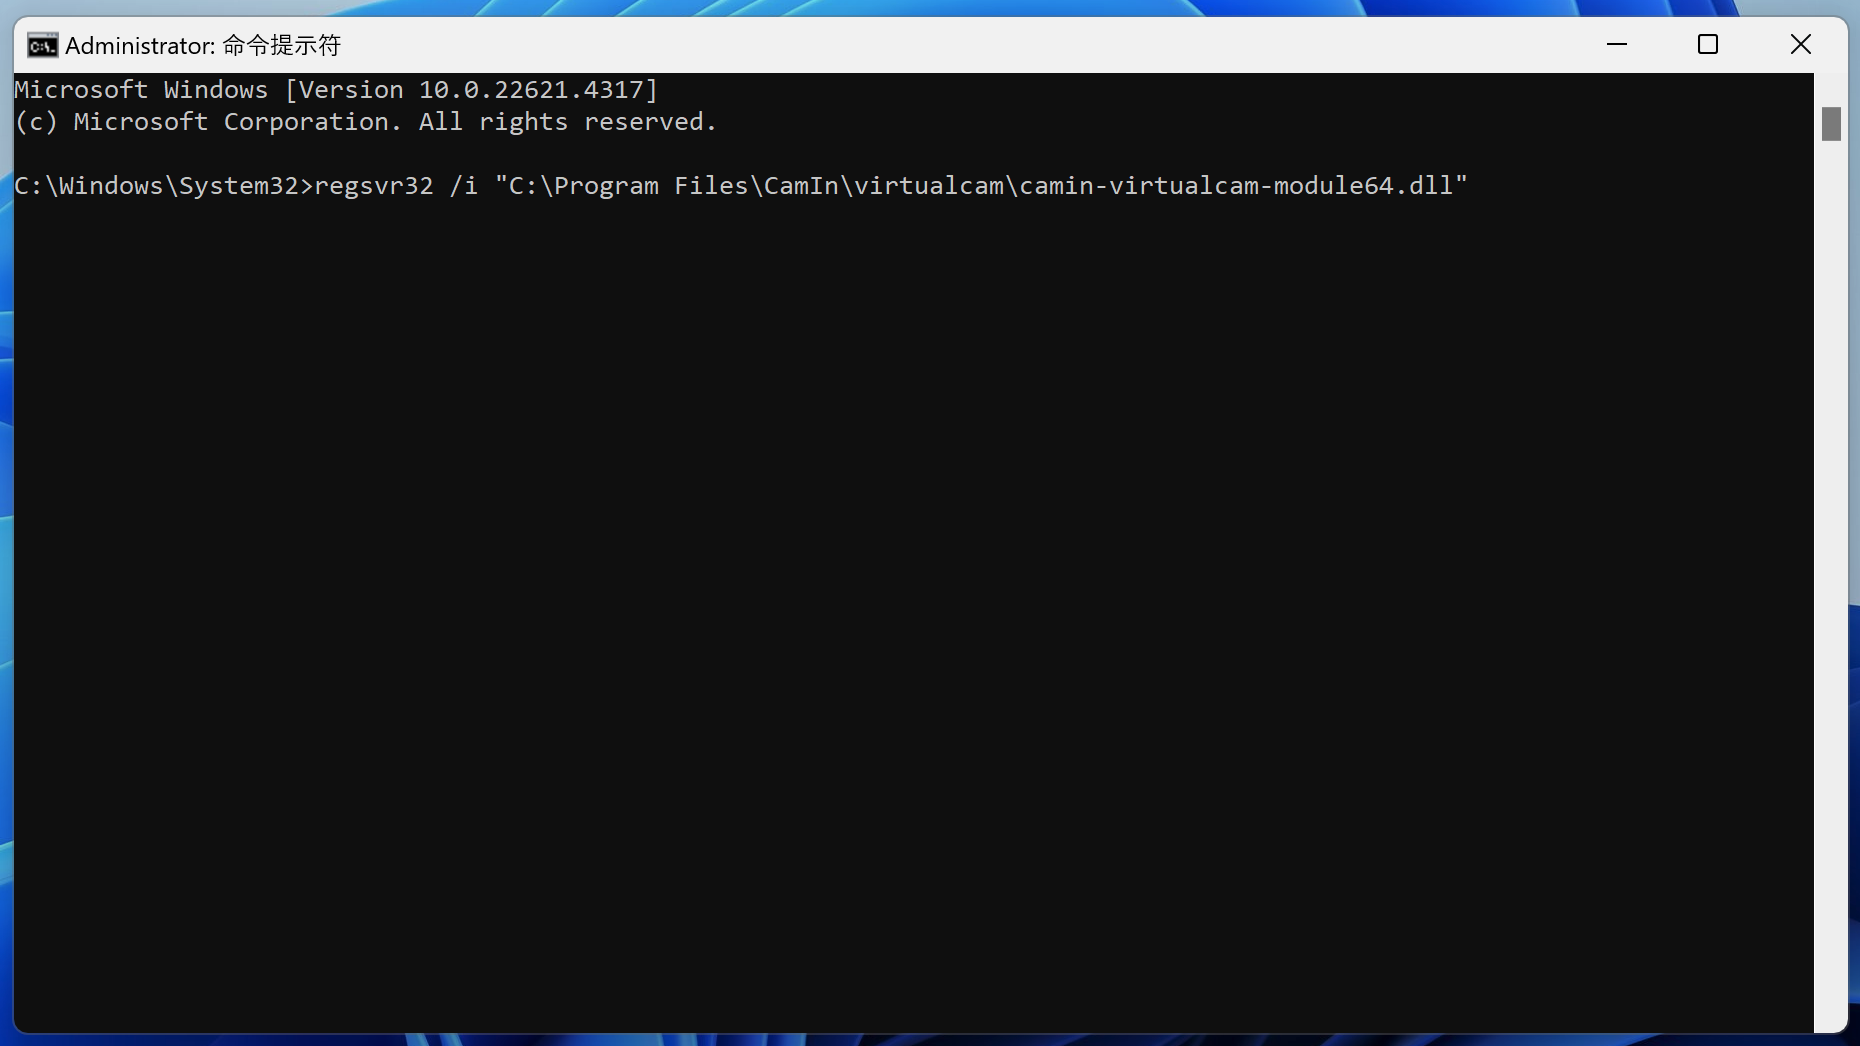 Administrator: 命令提示符
Microsoft Windows [Version 10.0.22621.4317]
(c) Microsoft Corporation. All rights reserved.
C:\Windows\System32>regsvr32 /i "C:\Program Files\CamIn\virtualcam\camin-virtualcam-module64.dll"